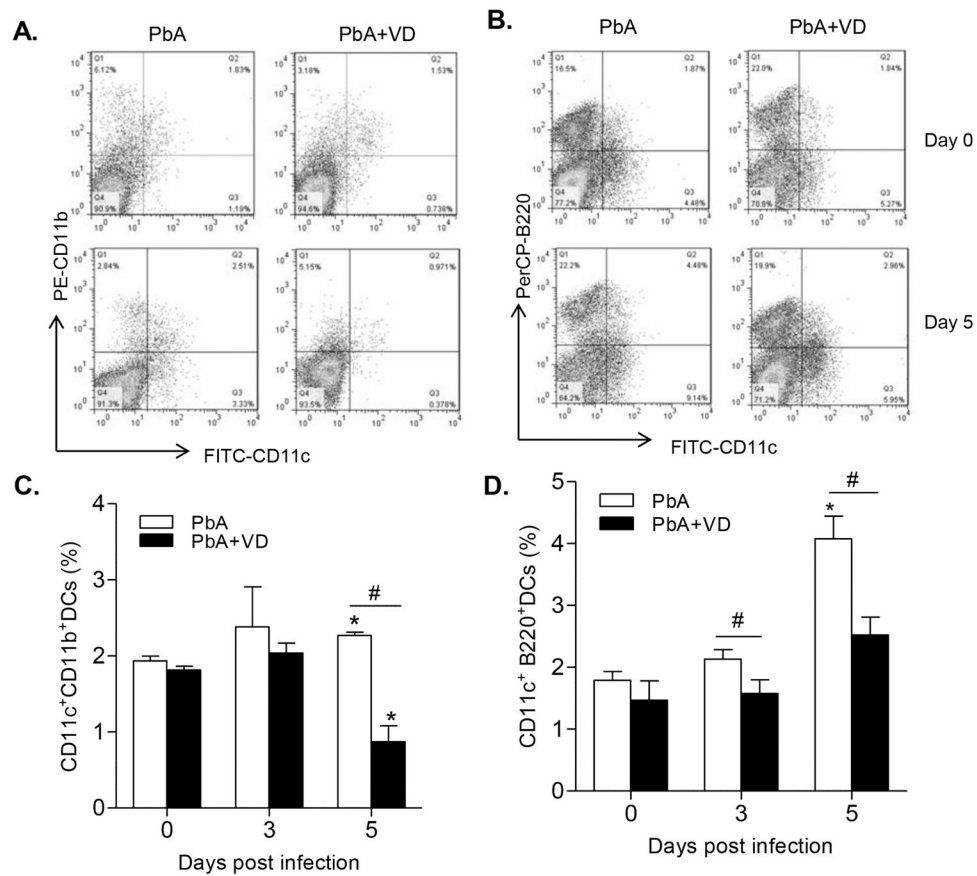 A.
PbA
PbA+VD
B.
PbA
PbA+VD
Q1
6.12%
Q2
1.83%
Q4
90.9%
Q3
1.19%
Q1
3.18%
Q2
1.53%
Q4
94.6%
Q3
0.738%
Q1
16.5%
Q2
1.87%
Q4
77.2%
Q3
4.48%
Q1
22.0%
Q2
1.84%
Q4
70.8%
Q3
5.27%
Day 0
Q1
2.84%
Q2
2.51%
Q4
91.3%
Q3
3.33%
Q1
5.15%
Q2
0.971%
Q4
93.5%
Q3
0.378%
Q1
22.2%
Q2
4.48%
Q4
64.2%
Q3
9.14%
Q1
19.9%
Q2
2.96%
Q4
71.2%
Q3
5.95%
Day 5
PE-CD11b
FITC-CD11c
PerCP-B220
FITC-CD11c
C.
PbA
PbA+VD
CD11c⁺CD11b⁺DCs (%)
4
3
2
1
0
#
*
*
0 3 5
Days post infection
D.
PbA
PbA+VD
CD11c⁺ B220⁺DCs (%)
5
4
3
2
1
0
#
#
*
0 3 5
Days post infection